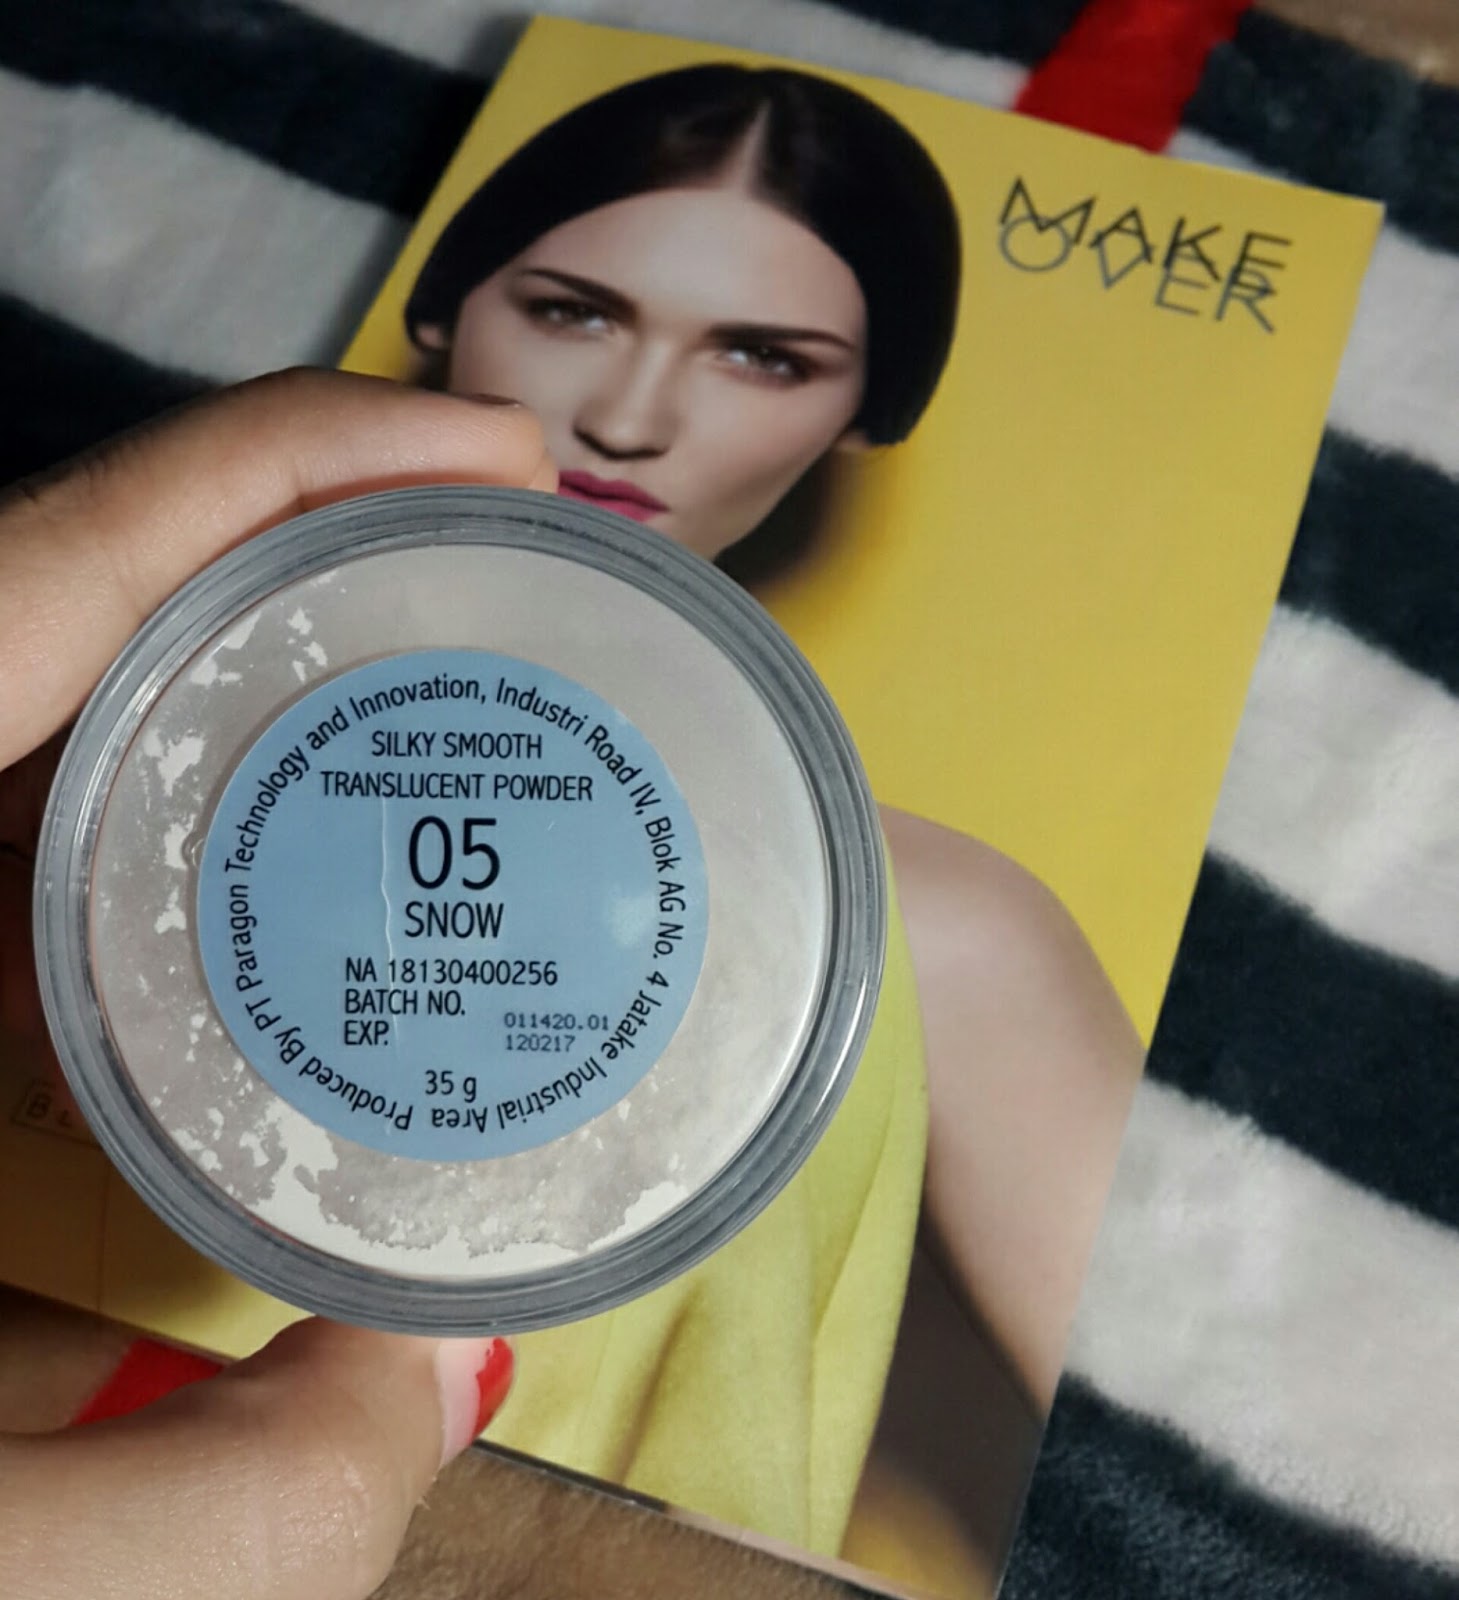 MAKE
OVER
Produced By PT Paragon Technology and Innovation, Industri Road IV, Blok AG No. 4 Jatake Industrial Area
SILKY SMOOTH
TRANSLUCENT POWDER
05
SNOW
NA 18130400256
BATCH NO. 011420.01
EXP. 120217
35 g